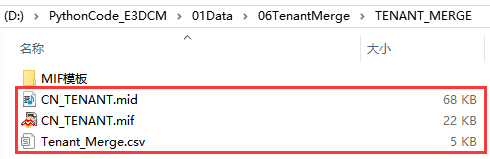 (D:) > PythonCode_E3DCM > 01Data > 06TenantMerge > TENANT_MERGE
名称 大小
MIF模板
CN_TENANT.mid 68 KB
CN_TENANT.mif 22 KB
Tenant_Merge.csv 5 KB